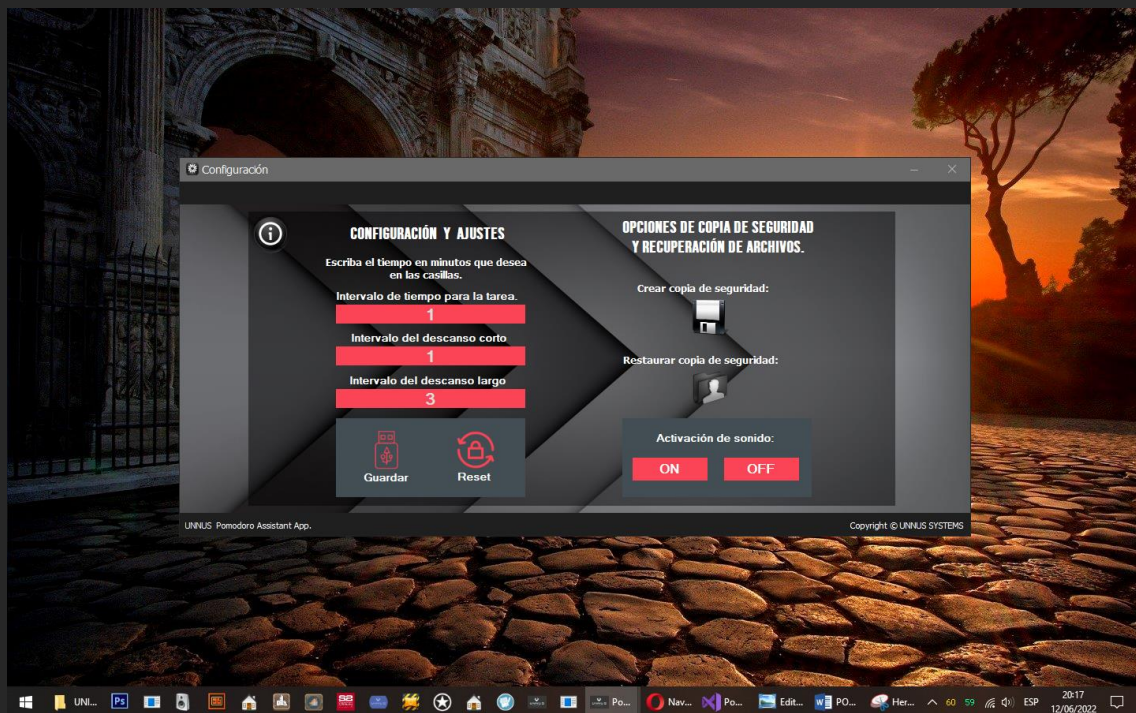 Configuración
CONFIGURACIÓN Y AJUSTES
Escriba el tiempo en minutos que desea
en las casillas.
Intervalo de tiempo para la tarea.
1
Intervalo del descanso corto
1
Intervalo del descanso largo
3
Guardar
Reset
OPCIONES DE COPIA DE SEGURIDAD
Y RECUPERACIÓN DE ARCHIVOS.
Crear copia de seguridad:
Restaurar copia de seguridad:
Activación de sonido:
ON
OFF
UNNUS Pomodoro Assistant App.
Copyright © UNNUS SYSTEMS
UNI...
Ps
Po...
Nav...
Po...
Edit...
PO...
Her...
60
59
ESP
20:17
12/06/2022